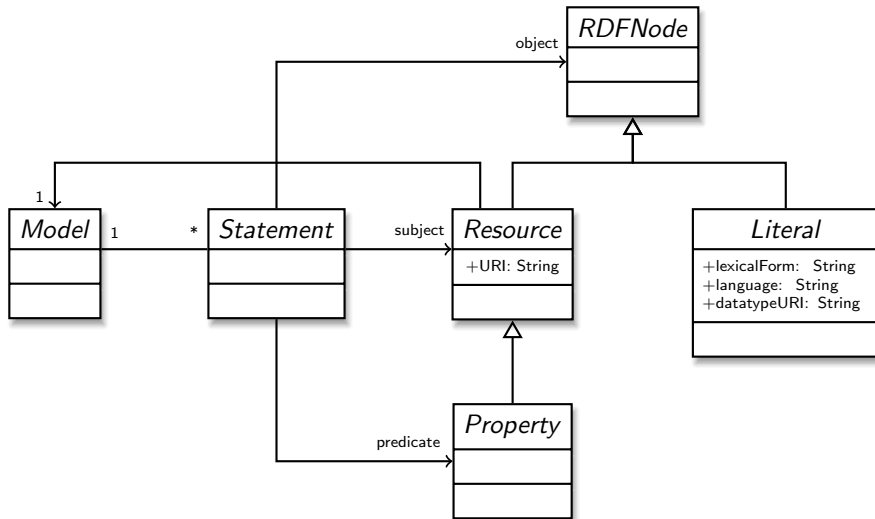 RDFNode
object
1
Model
1
*
Statement
subject
Resource
+URI: String
Literal
+lexicalForm: String
+language: String
+datatypeURI: String
predicate
Property